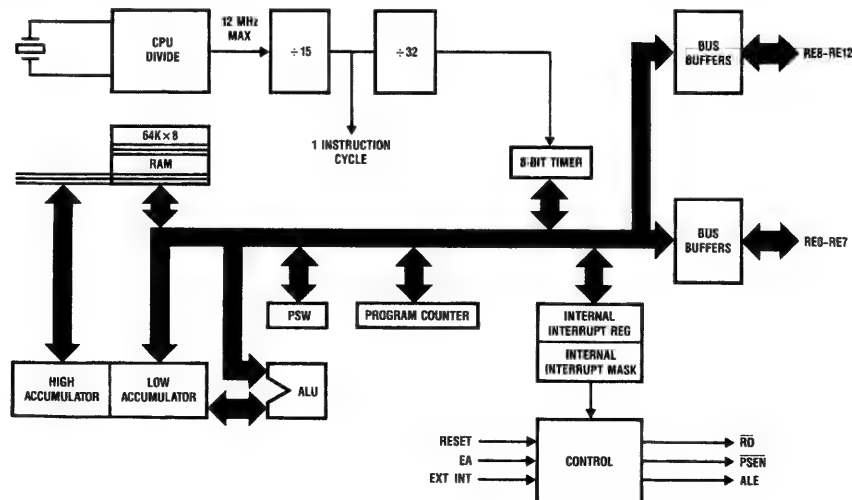 CPU
DIVIDE
12 MHz
MAX
÷15
÷32
BUS
BUFFERS
RE8–RE12
64K × 8
RAM
1 INSTRUCTION
CYCLE
8-BIT TIMER
BUS
BUFFERS
RE0–RE7
PSW
PROGRAM COUNTER
INTERNAL
INTERRUPT REG
INTERNAL
INTERRUPT MASK
HIGH
ACCUMULATOR
LOW
ACCUMULATOR
ALU
RESET
EA
EXT INT
CONTROL
R̅D̅
P̅S̅E̅N̅
ALE